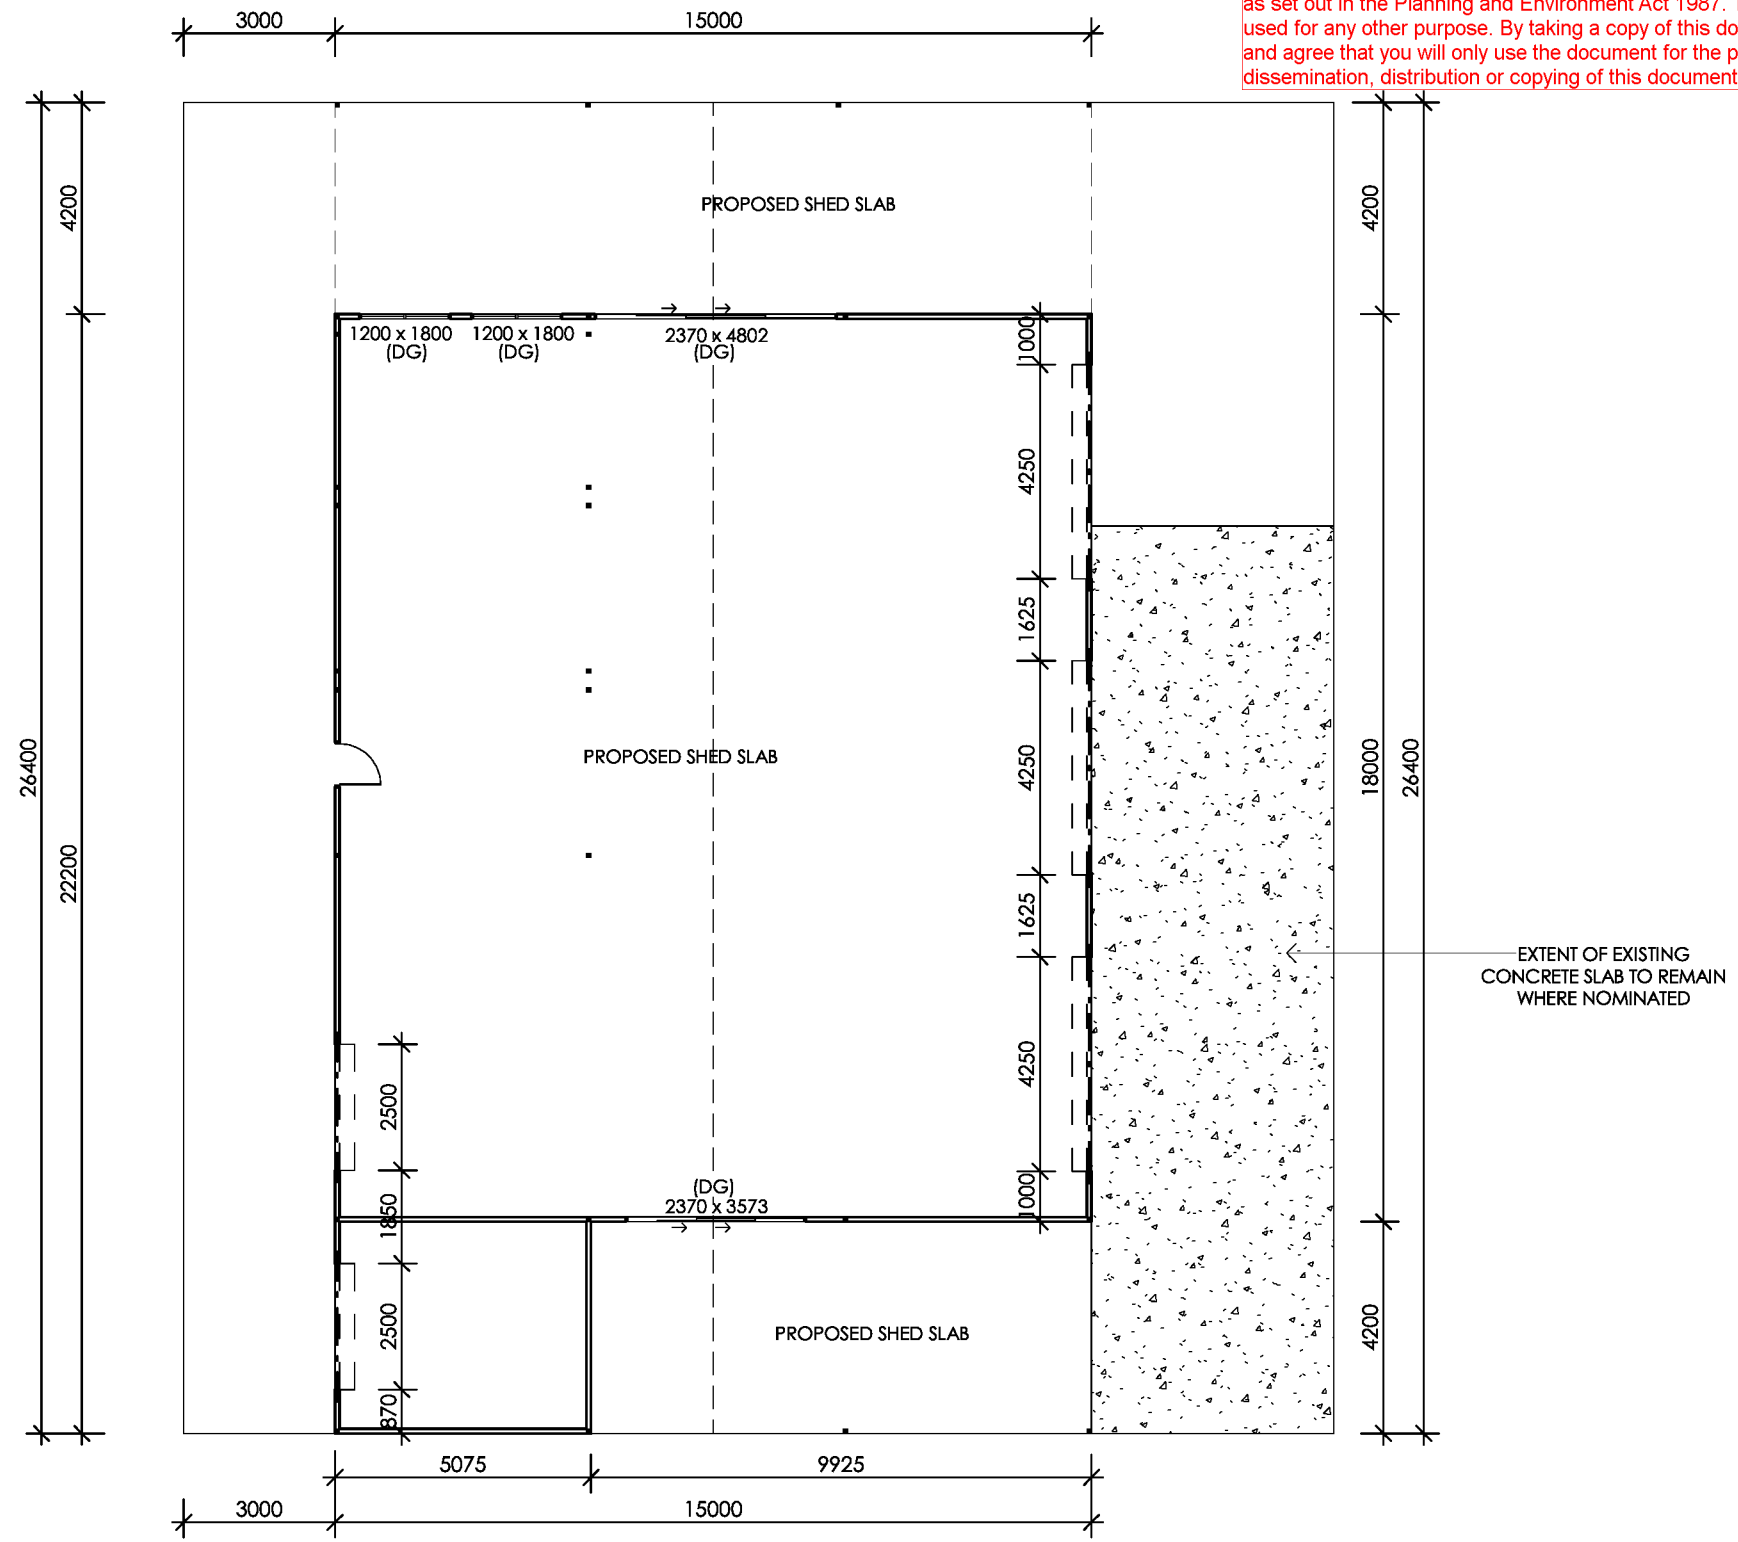 as set out in the Planning and Environment Act 1987.
used for any other purpose. By taking a copy of this do
and agree that you will only use the document for the p
dissemination, distribution or copying of this document
3000
15000
4200
4200
PROPOSED SHED SLAB
1200 x 1800
(DG)
1200 x 1800
(DG)
2370 x 4802
(DG)
1000
4250
1625
4250
1625
4250
1000
PROPOSED SHED SLAB
26400
22200
18000
26400
EXTENT OF EXISTING
CONCRETE SLAB TO REMAIN
WHERE NOMINATED
2500
1850
2500
870
(DG)
2370 x 3573
PROPOSED SHED SLAB
4200
5075
9925
3000
15000